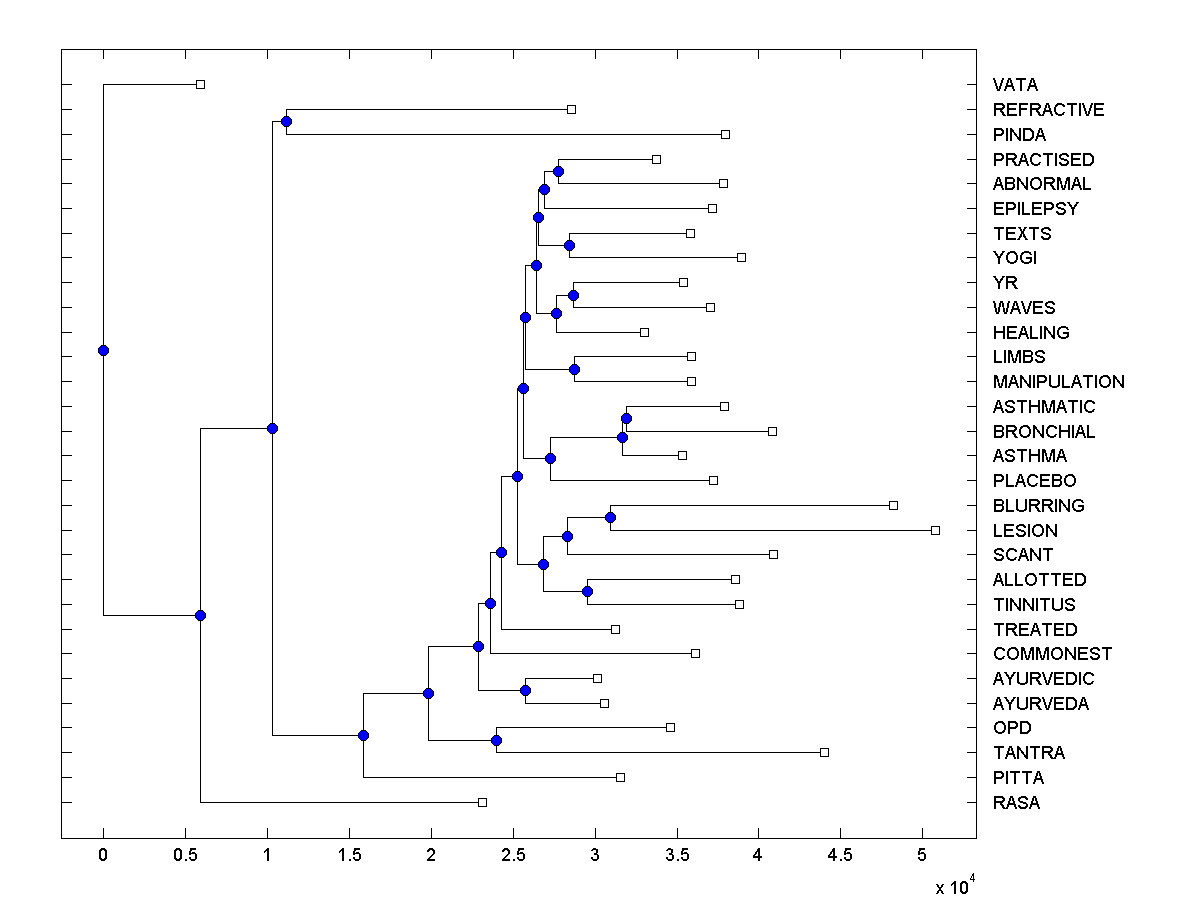 VATA
REFRACTIVE
PINDA
PRACTISED
ABNORMAL
EPILEPSY
TEXTS
YOGI
YR
WAVES
HEALING
LIMBS
MANIPULATION
ASTHMATIC
BRONCHIAL
ASTHMA
PLACEBO
BLURRING
LESION
SCANT
ALLOTTED
TINNITUS
TREATED
COMMONEST
AYURVEDIC
AYURVEDA
OPD
TANTRA
PITTA
RASA
0 0.5 1 1.5 2 2.5 3 3.5 4 4.5 5
x 10^4